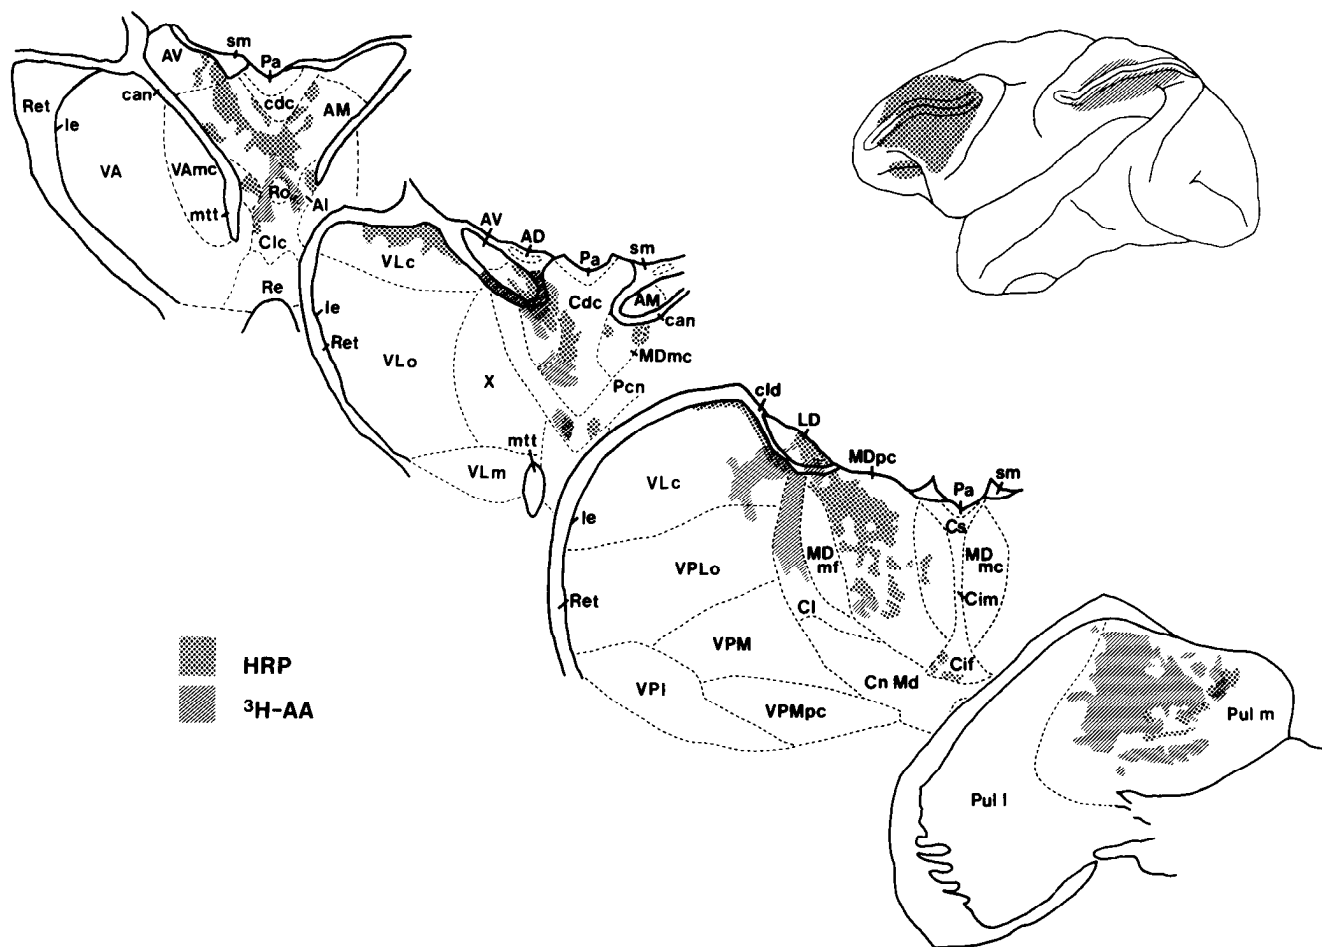 AV
sm
Pa
can
cdc
AM
Ret
le
VA
VAmc
mtt
Ro
AI
Clc
Re
AV
AD
Pa
sm
VLc
Cdc
AM
can
le
Ret
VLo
X
MDmc
Pcn
mtt
VLm
cld
LD
MDpc
Pa
sm
VLc
Cs
le
MD
mf
MD
mc
VPLo
Ret
Cl
Cim
VPM
Cif
Cn Md
VPI
VPMpc
Pul m
Pul l
HRP
³H-AA